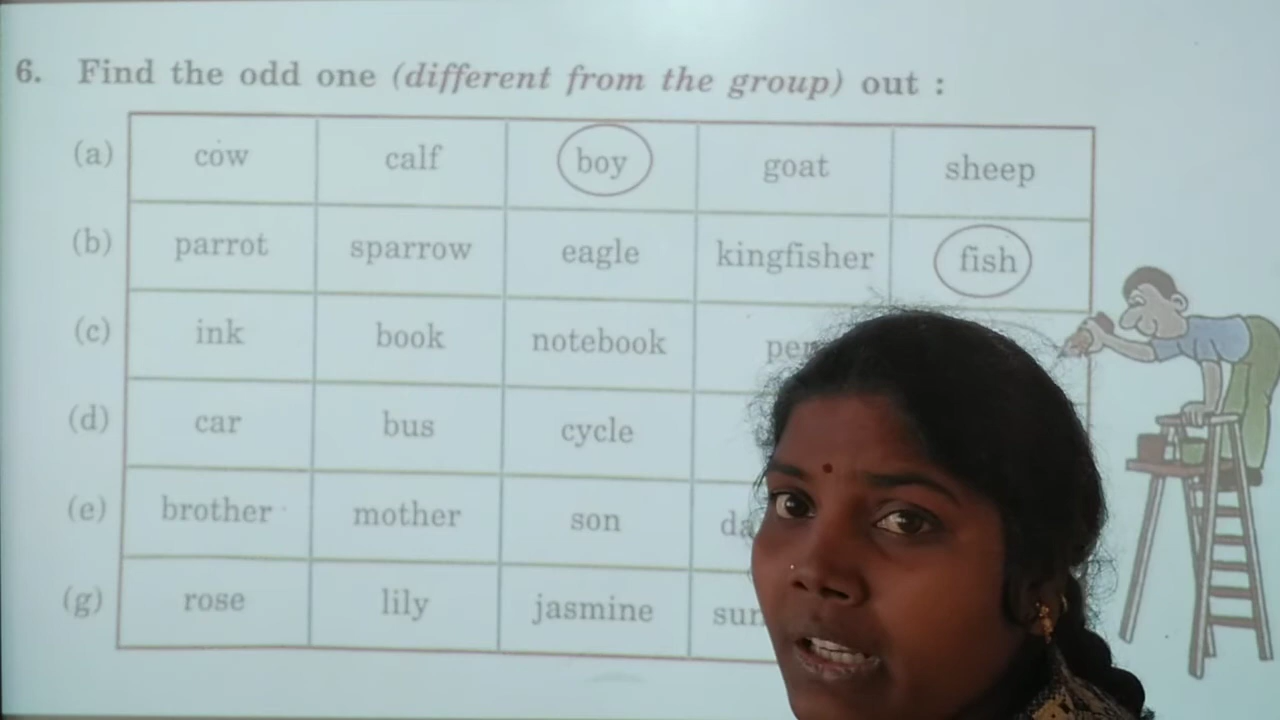 6. Find the odd one (different from the group) out :
(a) cow calf boy goat sheep
(b) parrot sparrow eagle kingfisher fish
(c) ink book notebook
(d) car bus cycle
(e) brother mother son
(g) rose lily jasmine